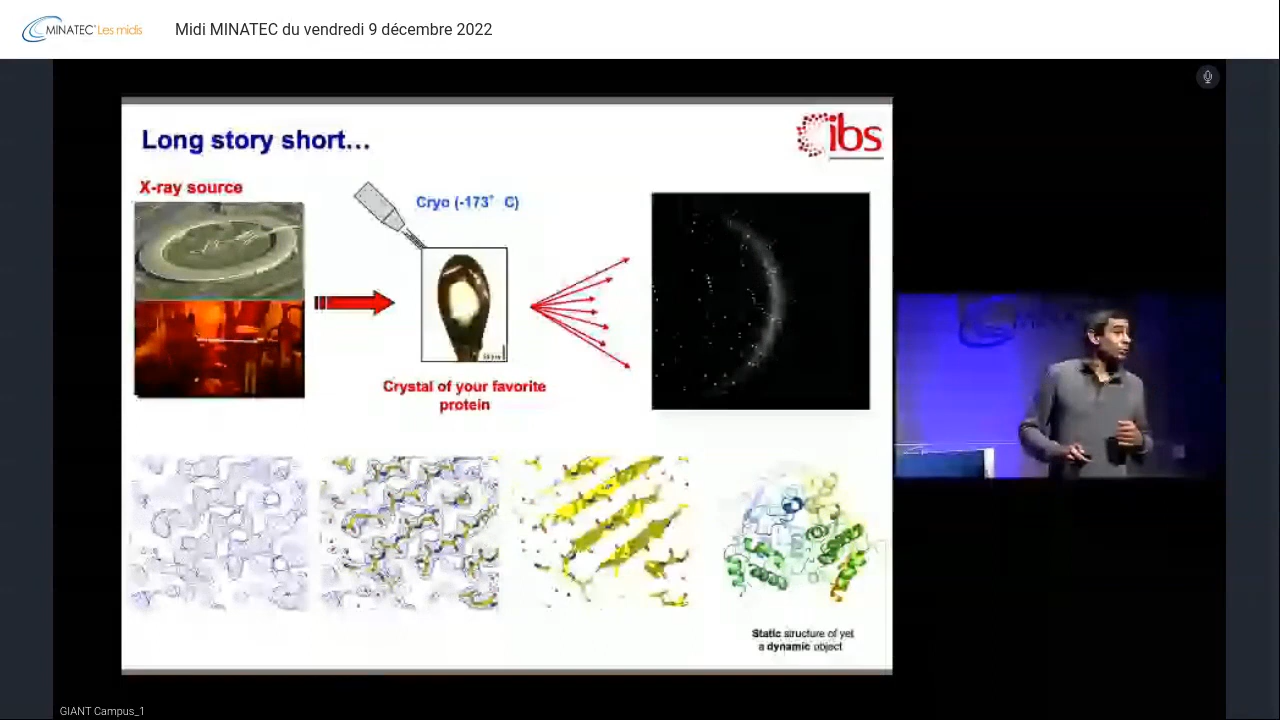 MINATEC Les midis
Midi MINATEC du vendredi 9 décembre 2022
Long story short...
ibs
X-ray source
Cryo (-173° C)
Crystal of your favorite
protein
Static structure of yet
a dynamic object
GIANT Campus_1